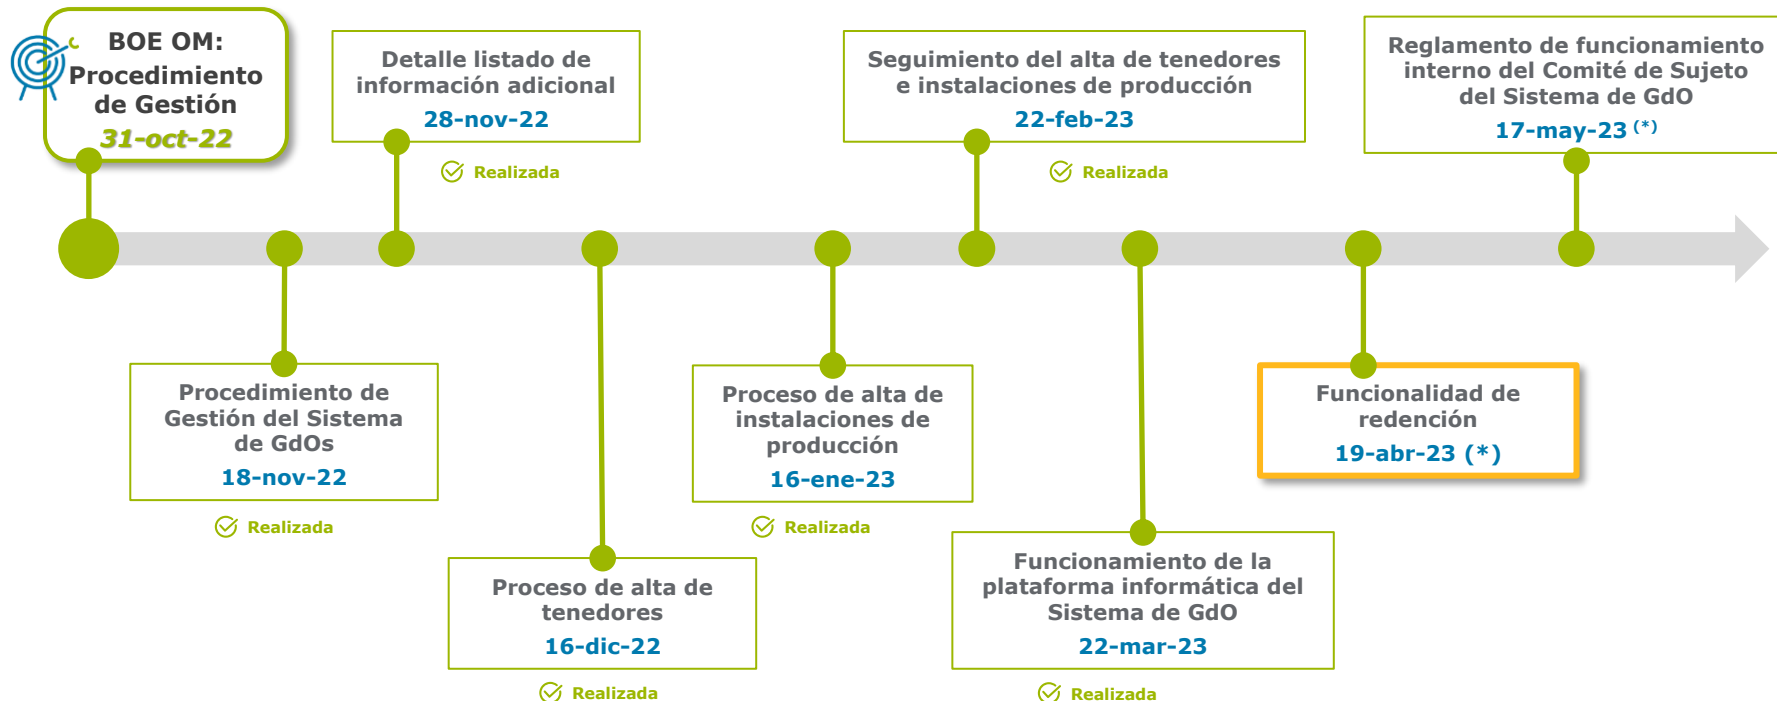 BOE OM:
Procedimiento
de Gestión
31-oct-22
Detalle listado de
información adicional
28-nov-22
Realizada
Seguimiento del alta de tenedores
e instalaciones de producción
22-feb-23
Realizada
Reglamento de funcionamiento
interno del Comité de Sujeto
del Sistema de GdO
17-may-23 (*)
Procedimiento de
Gestión del Sistema
de GdOs
18-nov-22
Realizada
Proceso de alta de
tenedores
16-dic-22
Realizada
Proceso de alta de
instalaciones de
producción
16-ene-23
Realizada
Funcionamiento de la
plataforma informática del
Sistema de GdO
22-mar-23
Realizada
Funcionalidad de
redención
19-abr-23 (*)